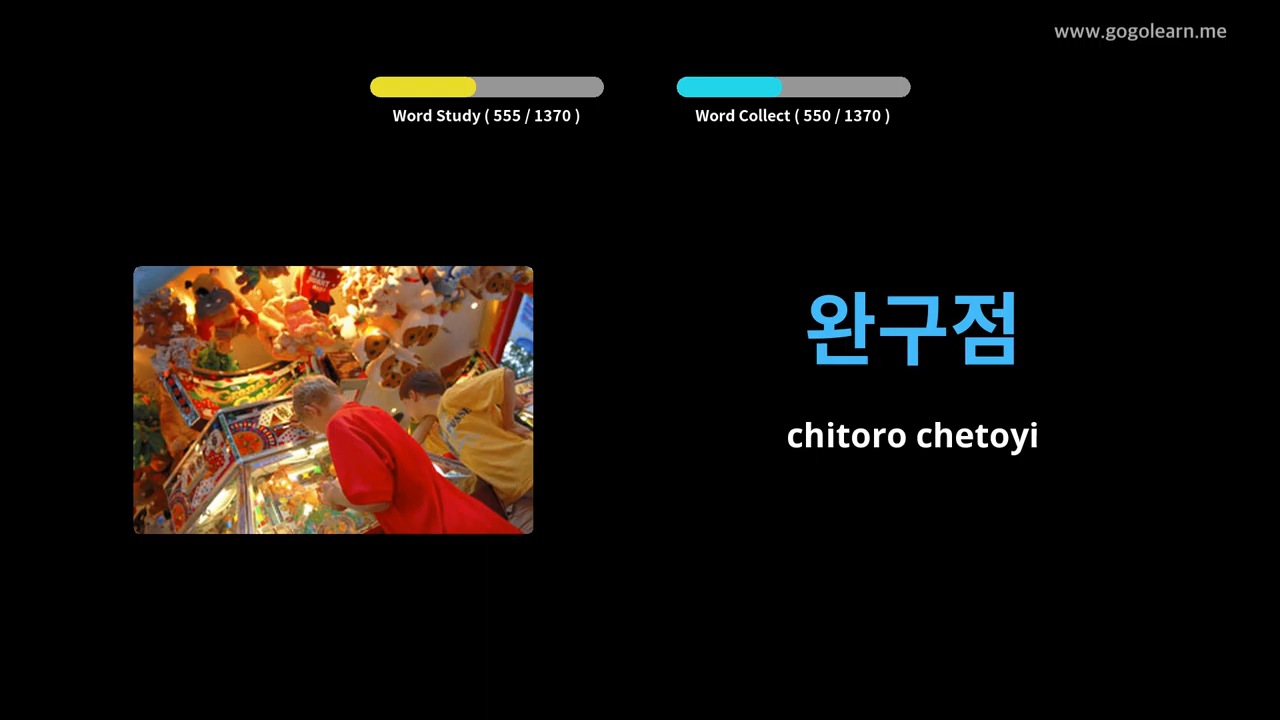 www.gogolearn.me
Word Study ( 555 / 1370 )
Word Collect ( 550 / 1370 )
완구점
chitoro chetoyi